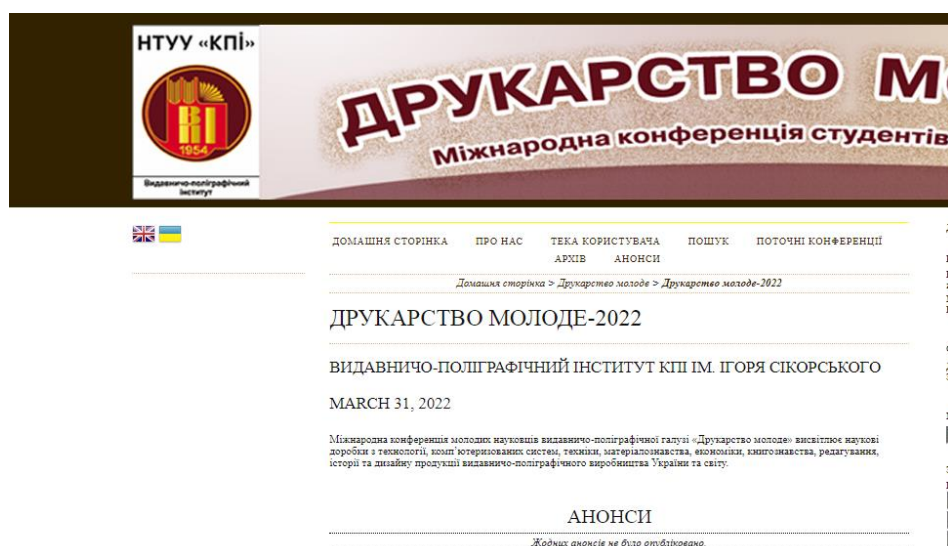 НТУУ «КПІ»
1954
Видавничо-поліграфічний
інститут
ДРУКАРСТВО
Міжнародна конференція студентів
ДОМАШНЯ СТОРІНКА ПРО НАС ТЕКА КОРИСТУВАЧА ПОШУК ПОТОЧНІ КОНФЕРЕНЦІЇ
АРХІВ АНОНСИ
Домашня сторінка > Друкарство молоде > Друкарство молоде-2022
ДРУКАРСТВО МОЛОДЕ-2022
ВИДАВНИЧО-ПОЛІГРАФІЧНИЙ ІНСТИТУТ КПІ ІМ. ІГОРЯ СІКОРСЬКОГО
MARCH 31, 2022
Міжнародна конференція молодих науковців видавничо-поліграфічної галузі «Друкарство молоде» висвітлює наукові
доробки з технології, комп’ютеризованих систем, техніки, матеріалознавства, економіки, книгознавства, редагування,
історії та дизайну продукції видавничо-поліграфічного виробництва України та світу.
АНОНСИ
Жодних анонсів не було опубліковано.